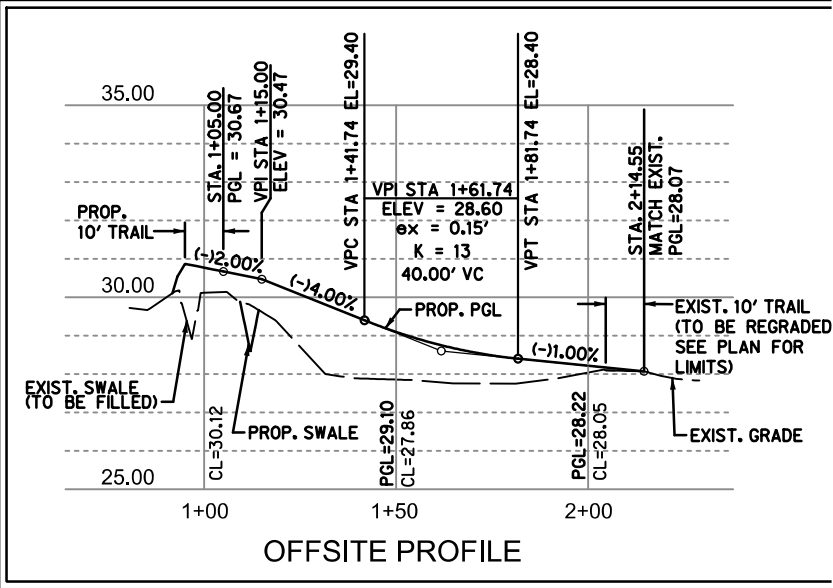 35.00
30.00
25.00
STA. 1+05.00
PGL = 30.67
VPI STA 1+15.00
ELEV = 30.47
VPC STA 1+41.74 EL=29.40
VPI STA 1+61.74
ELEV = 28.60
ex = 0.15'
K = 13
40.00' VC
VPT STA 1+81.74 EL=28.40
STA. 2+14.55
MATCH EXIST.
PGL=28.07
PROP.
10' TRAIL
(-)2.00%
(-)4.00%
PROP. PGL
(-)1.00%
EXIST. 10' TRAIL
(TO BE REGRADED
SEE PLAN FOR
LIMITS)
EXIST. SWALE
(TO BE FILLED)
CL=30.12
PROP. SWALE
PGL=29.10
CL=27.86
PGL=28.22
CL=28.05
EXIST. GRADE
1+00
1+50
2+00
OFFSITE PROFILE